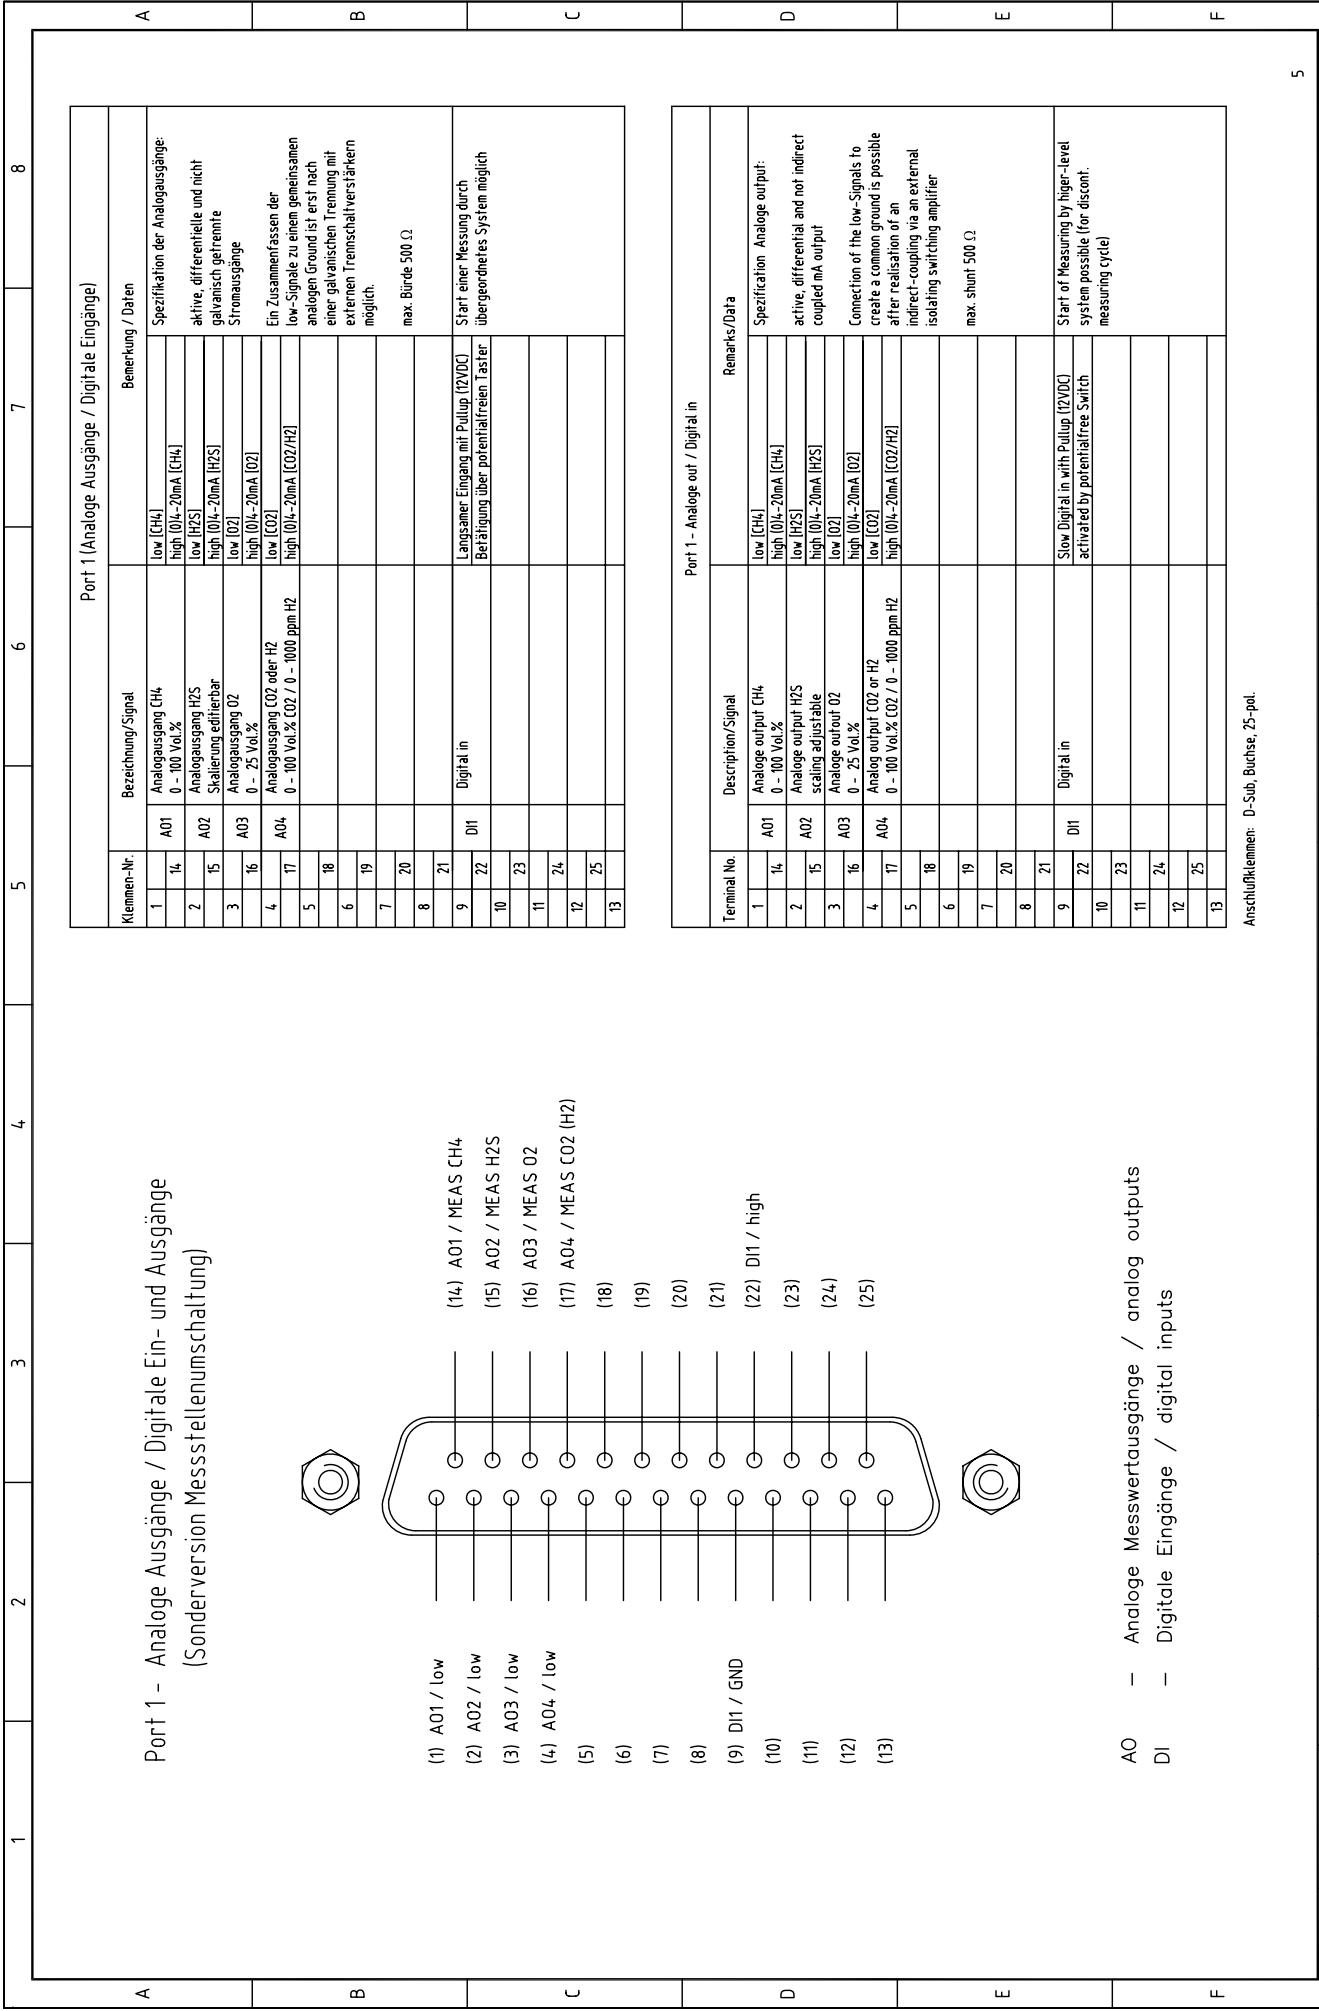 1 2 3 4 5 6 7 8
A
B
C
D
E
F
Port 1 - Analoge Ausgänge / Digitale Ein- und Ausgänge
(Sonderversion Messstellenumschaltung)
(1) AO1 / low
(2) AO2 / low
(3) AO3 / low
(4) AO4 / low
(5)
(6)
(7)
(8)
(9) DI1 / GND
(10)
(11)
(12)
(13)
(14) AO1 / MEAS CH4
(15) AO2 / MEAS H2S
(16) AO3 / MEAS O2
(17) AO4 / MEAS CO2 (H2)
(18)
(19)
(20)
(21)
(22) DI1 / high
(23)
(24)
(25)
AO – Analoge Messwertausgänge / analog outputs
DI – Digitale Eingänge / digital inputs
Port 1 (Analoge Ausgänge / Digitale Eingänge)
Klemmen-Nr. Bezeichnung/Signal Bemerkung / Daten
1 AO1 Analogausgang CH4 low [CH4]
14 0 - 100 Vol.% high (0)4-20mA [CH4]
2 AO2 Analogausgang H2S low [H2S]
15 Skalierung editierbar high (0)4-20mA [H2S]
3 AO3 Analogausgang O2 low [O2]
16 0 - 25 Vol.% high (0)4-20mA [O2]
4 AO4 Analogausgang CO2 oder H2 low [CO2]
17 0 - 100 Vol.% CO2 / 0 - 1000 ppm H2 high (0)4-20mA [CO2/H2]
5
18
6
19
7
20
8
21
9 DI1 Digital in Langsamer Eingang mit Pullup (12VDC)
22 Betätigung über potentialfreien Taster
10
23
11
24
12
25
13
Spezifikation der Analogausgänge:
aktive, differentielle und nicht
galvanisch getrennte
Stromausgänge
Ein Zusammenfassen der
low-Signale zu einem gemeinsamen
analogen Ground ist erst nach
einer galvanischen Trennung mit
externen Trennschaltverstärkern
möglich.
max. Bürde 500 Ω
Start einer Messung durch
übergeordnetes System möglich
Port 1 - Analoge out / Digital in
Terminal No. Description/Signal Remarks/Data
1 AO1 Analoge output CH4 low [CH4]
14 0 - 100 Vol.% high (0)4-20mA [CH4]
2 AO2 Analoge output H2S low [H2S]
15 scaling adjustable high (0)4-20mA [H2S]
3 AO3 Analoge outout O2 low [O2]
16 0 - 25 Vol.% high (0)4-20mA [O2]
4 AO4 Analog output CO2 or H2 low [CO2]
17 0 - 100 Vol.% CO2 / 0 - 1000 ppm H2 high (0)4-20mA [CO2/H2]
5
18
6
19
7
20
8
21
9 DI1 Digital in Slow Digital in with Pullup (12VDC)
22 activated by potentialfree Switch
10
23
11
24
12
25
13
Specification Analoge output:
active, differential and not indirect
coupled mA output
Connection of the low-Signals to
create a common ground is possible
after realisation of an
indirect-coupling via an external
isolating switching amplifier
max. shunt 500 Ω
Start of Measuring by higer-level
system possible (for discont.
measuring cycle)
Anschlußklemmen: D-Sub, Buchse, 25-pol.
5
A
B
C
D
E
F